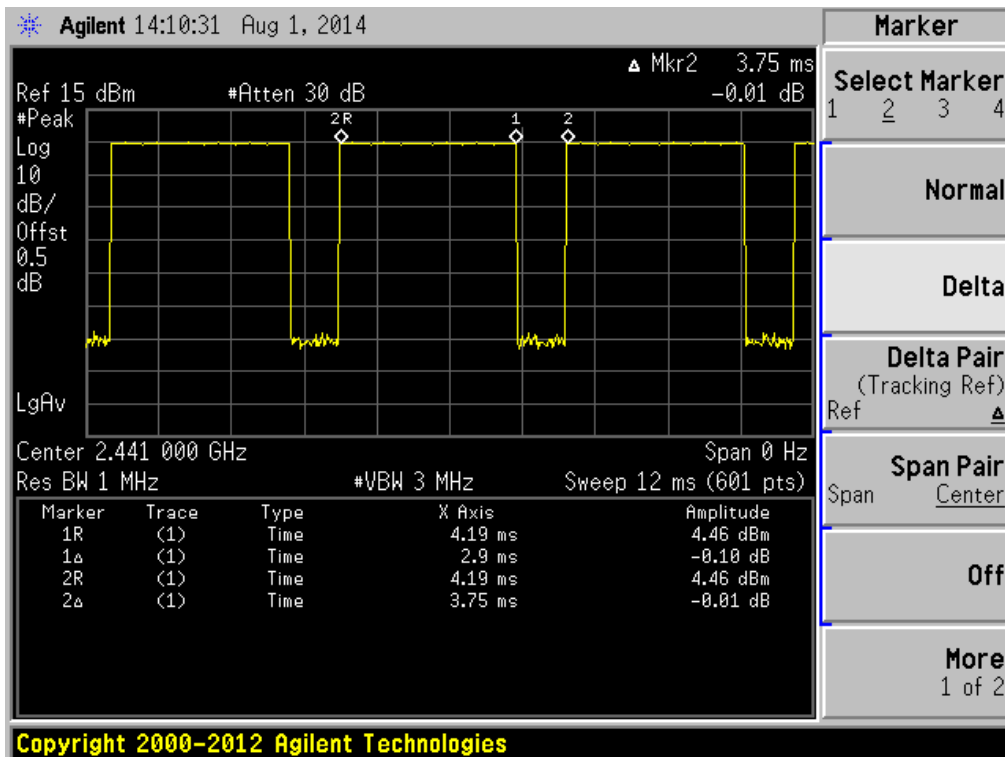 Agilent 14:10:31 Aug 1, 2014
Δ Mkr2 3.75 ms
Ref 15 dBm #Atten 30 dB -0.01 dB
#Peak
Log
10
dB/
Offst
0.5
dB
LgAv
2R 1 2
Center 2.441 000 GHz Span 0 Hz
Res BW 1 MHz #VBW 3 MHz Sweep 12 ms (601 pts)
Marker Trace Type X Axis Amplitude
1R (1) Time 4.19 ms 4.46 dBm
1Δ (1) Time 2.9 ms -0.10 dB
2R (1) Time 4.19 ms 4.46 dBm
2Δ (1) Time 3.75 ms -0.01 dB
Marker
Select Marker
1 2 3 4
Normal
Delta
Delta Pair
(Tracking Ref)
Ref Δ
Span Pair
Span Center
Off
More
1 of 2
Copyright 2000-2012 Agilent Technologies